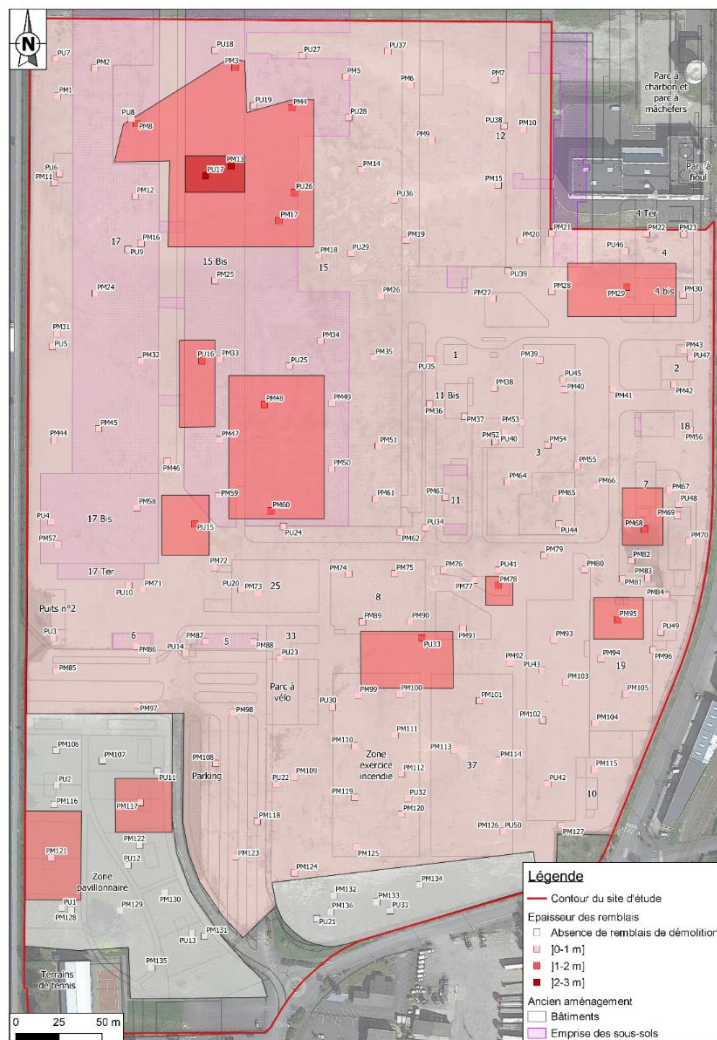 N
PU7
PU18
PU27
PU37
PM2
PM3
PM5
PM6
PM7
PM1
PU19
PM4
Parc à
charbon et
parc à
machefers
PU8
PM8
PU28
PU38
PM10
12
PM9
PU6
PM11
PU17
PM13
PM14
PM15
Parc à
fioul
PM12
PU26
PU36
PM17
4 Ter
17
PM16
PU9
15 Bis
PM18
PU29
15
PM19
PM20
PM21
PM22
PM23
PU46
4
PM25
PU39
PM24
PM26
PM27
PM28
PM29
4 bis
PM30
PM31
PU5
PM34
PM32
PU16
PM33
PU25
PM35
PU35
1
PM39
PM43
PU47
2
PU45
PM38
PM40
PM41
PM42
PM48
PM49
11 Bis
PM36
PM37
PM44
PM45
PM47
PM51
PM53
PM52
PU40
PM54
3
18
PM56
PM46
PM50
PM55
PM64
PM66
PM58
PM59
PM61
PM63
11
PM65
7
PM67
PU48
PU4
17 Bis
PU15
PM60
PM68
PM69
PM57
PU24
PU34
PM62
PU44
PM70
17 Ter
PM72
PM74
PM75
PM76
PU41
PM79
PM80
PM82
PU10
PM71
PU20
PM73
25
PM77
PM78
PM81
PM83
PM84
Puits n°2
8
PM95
PU3
6
PM87
5
PM88
33
PM89
PM90
PM91
PU49
PM86
PU14
PU23
PU33
PM92
PU43
PM93
PM94
19
PM96
PM85
Parc à
vélo
PM99
PM100
PM103
PM105
PM97
PM98
PU30
PM101
PM102
PM104
PM106
PM107
PM110
PM111
PM113
PM114
PM108
Parking
Zone
exercice
incendie
PU2
PU11
PU22
PM109
PM112
37
PM115
PM116
PM117
PM119
PU32
PU42
10
PM118
PM120
PM126
PU50
PM127
PM121
PM122
PM123
PM125
PU12
Zone
pavillonnaire
PM124
PM134
PM130
PM132
PM133
PU1
PM128
PM129
PM136
PU31
PU21
PU13
PM131
PM135
Terrains
de tennis
0 25 50 m
Légende
Contour du site d'étude
Epaisseur des remblais
Absence de remblais de démolition
]0-1 m]
]1-2 m]
]2-3 m]
Ancien aménagement
Bâtiments
Emprise des sous-sols